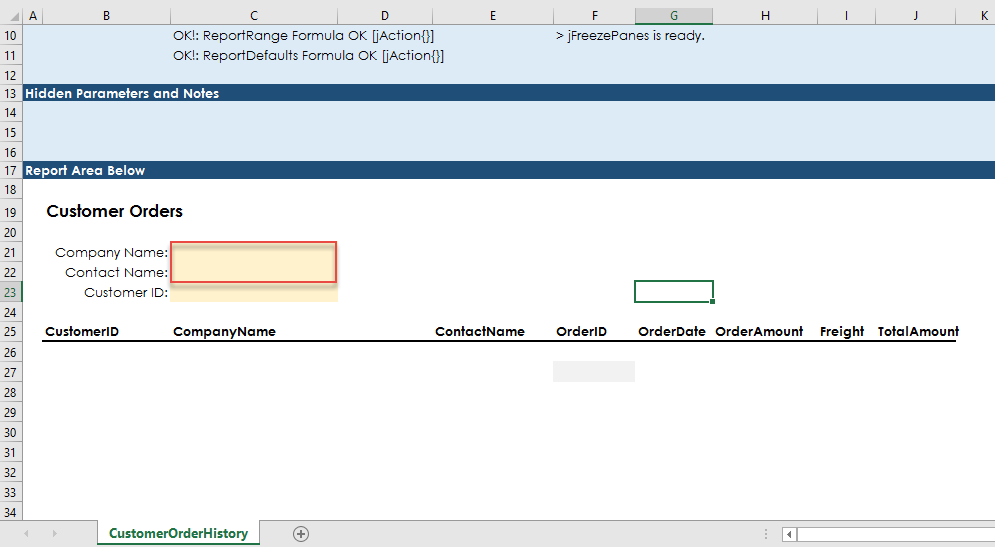 A B C D E F G H I J K
10 OK!: ReportRange Formula OK [jAction{}] > jFreezePanes is ready.
11 OK!: ReportDefaults Formula OK [jAction{}]
12
13 Hidden Parameters and Notes
14
15
16
17 Report Area Below
18
19 Customer Orders
20
21 Company Name:
22 Contact Name:
23 Customer ID:
24
25 CustomerID CompanyName ContactName OrderID OrderDate OrderAmount Freight TotalAmount
26
27
28
29
30
31
32
33
34
CustomerOrderHistory